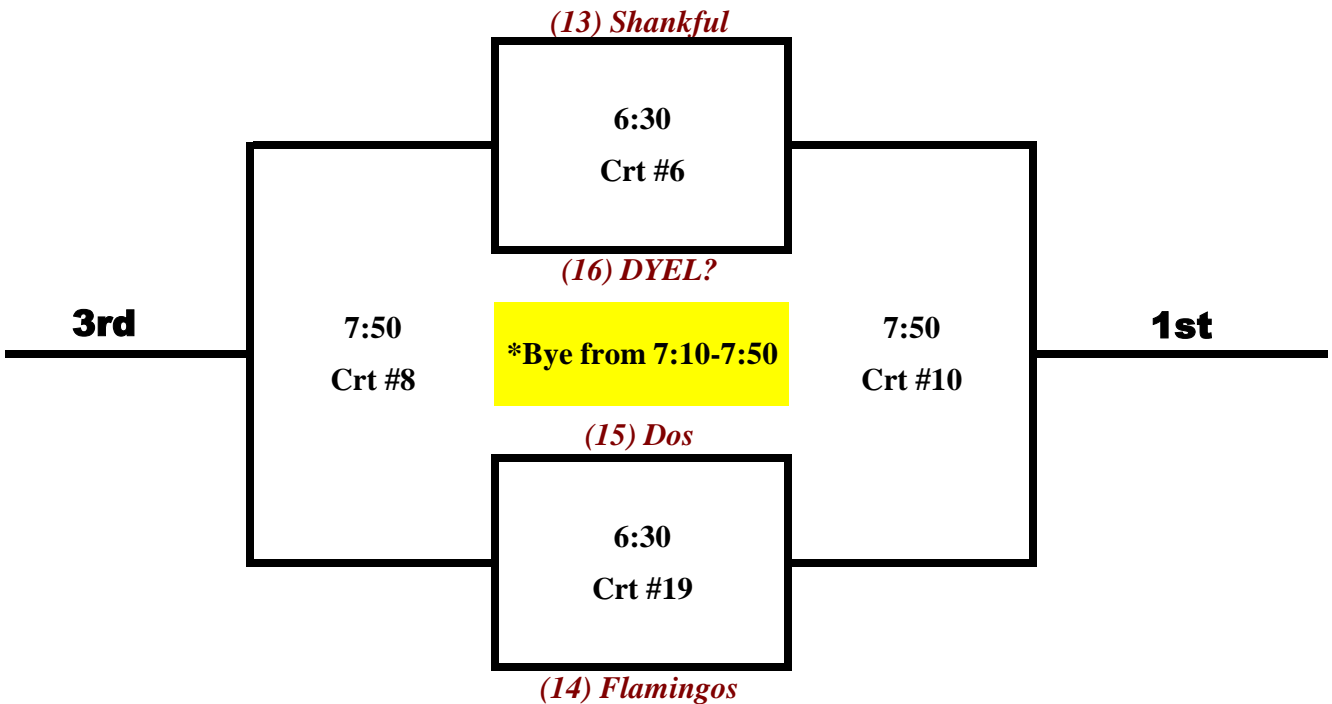 (13) Shankful
6:30
Crt #6
(16) DYEL?
3rd
7:50
Crt #8
*Bye from 7:10-7:50
7:50
Crt #10
1st
(15) Dos
6:30
Crt #19
(14) Flamingos